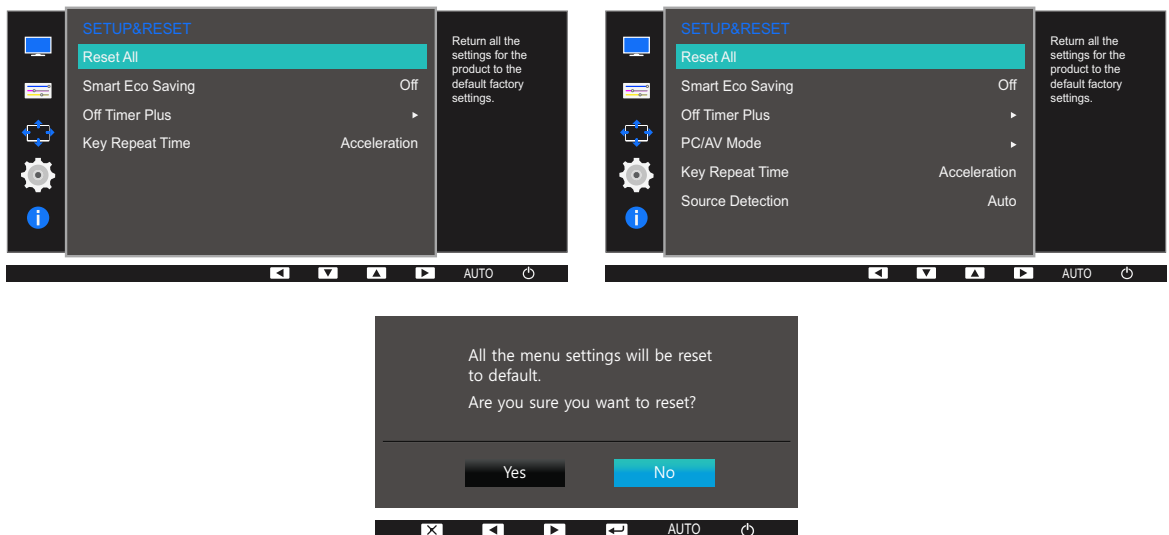 SETUP&RESET
Reset All
Smart Eco Saving Off
Off Timer Plus
Key Repeat Time Acceleration
Return all the
settings for the
product to the
default factory
settings.
AUTO
SETUP&RESET
Reset All
Smart Eco Saving Off
Off Timer Plus
PC/AV Mode
Key Repeat Time Acceleration
Source Detection Auto
Return all the
settings for the
product to the
default factory
settings.
AUTO
All the menu settings will be reset
to default.
Are you sure you want to reset?
Yes No
AUTO